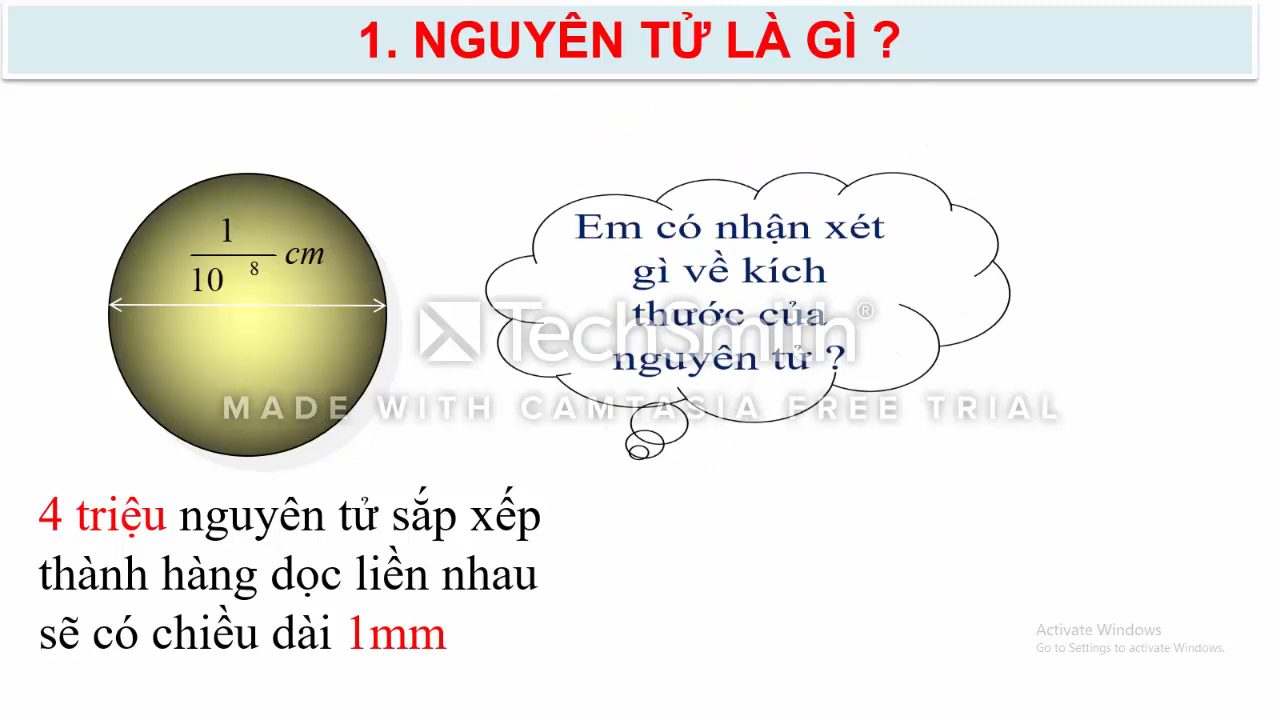 1. NGUYÊN TỬ LÀ GÌ ?
1
10 8 cm
Em có nhận xét
gì về kích
thước của
nguyên tử ?
TechSmith®
MADE WITH CAMTASIA FREE TRIAL
4 triệu nguyên tử sắp xếp
thành hàng dọc liền nhau
sẽ có chiều dài 1mm
Activate Windows
Go to Settings to activate Windows.